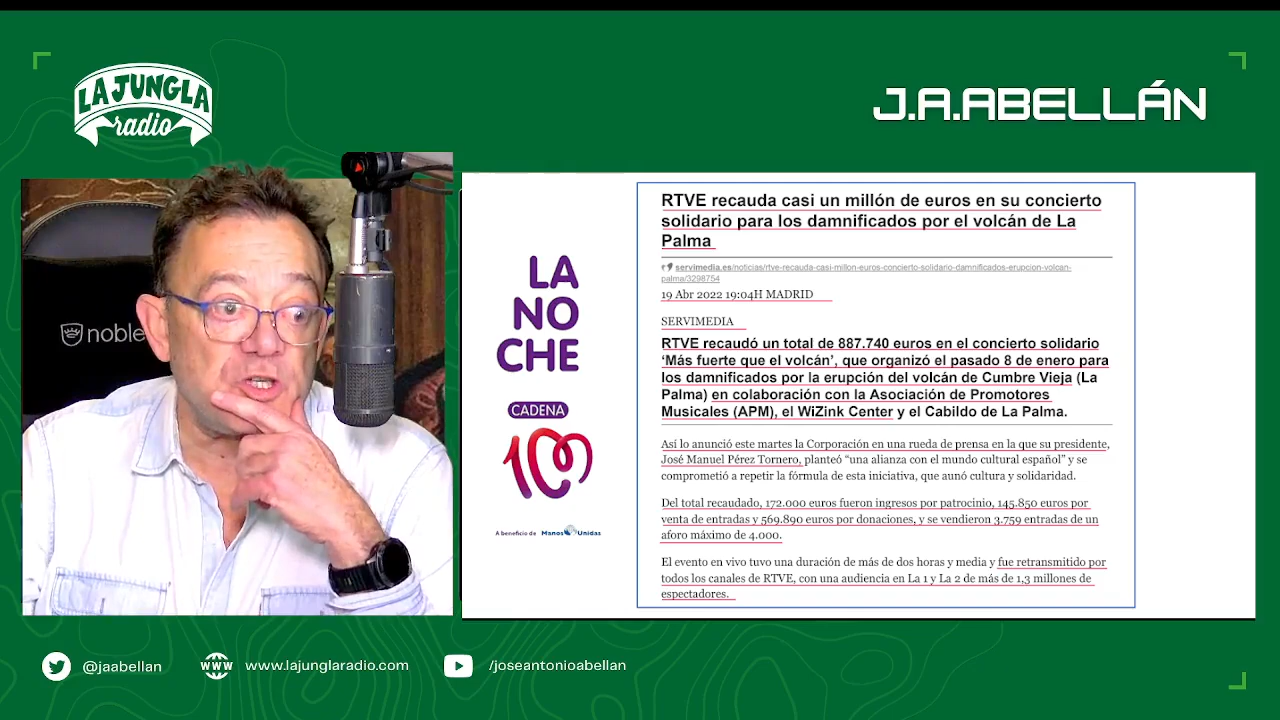 LA JUNGLA
radio
J.A.ABELLÁN
noble
LA
NO
CHE
CADENA
100
A beneficio de Manos Unidas
RTVE recauda casi un millón de euros en su concierto
solidario para los damnificados por el volcán de La
Palma
servimedia.es/noticias/rtve-recauda-casi-millon-euros-concierto-solidario-damnificados-erupcion-volcan-
palma/3298754
19 Abr 2022 19:04H MADRID
SERVIMEDIA
RTVE recaudó un total de 887.740 euros en el concierto solidario
‘Más fuerte que el volcán’, que organizó el pasado 8 de enero para
los damnificados por la erupción del volcán de Cumbre Vieja (La
Palma) en colaboración con la Asociación de Promotores
Musicales (APM), el WiZink Center y el Cabildo de La Palma.
Así lo anunció este martes la Corporación en una rueda de prensa en la que su presidente,
José Manuel Pérez Tornero, planteó “una alianza con el mundo cultural español” y se
comprometió a repetir la fórmula de esta iniciativa, que aunó cultura y solidaridad.
Del total recaudado, 172.000 euros fueron ingresos por patrocinio, 145.850 euros por
venta de entradas y 569.890 euros por donaciones, y se vendieron 3.759 entradas de un
aforo máximo de 4.000.
El evento en vivo tuvo una duración de más de dos horas y media y fue retransmitido por
todos los canales de RTVE, con una audiencia en La 1 y La 2 de más de 1,3 millones de
espectadores.
@jaabellan
www www.lajunglaradio.com
/joseantonioabellan